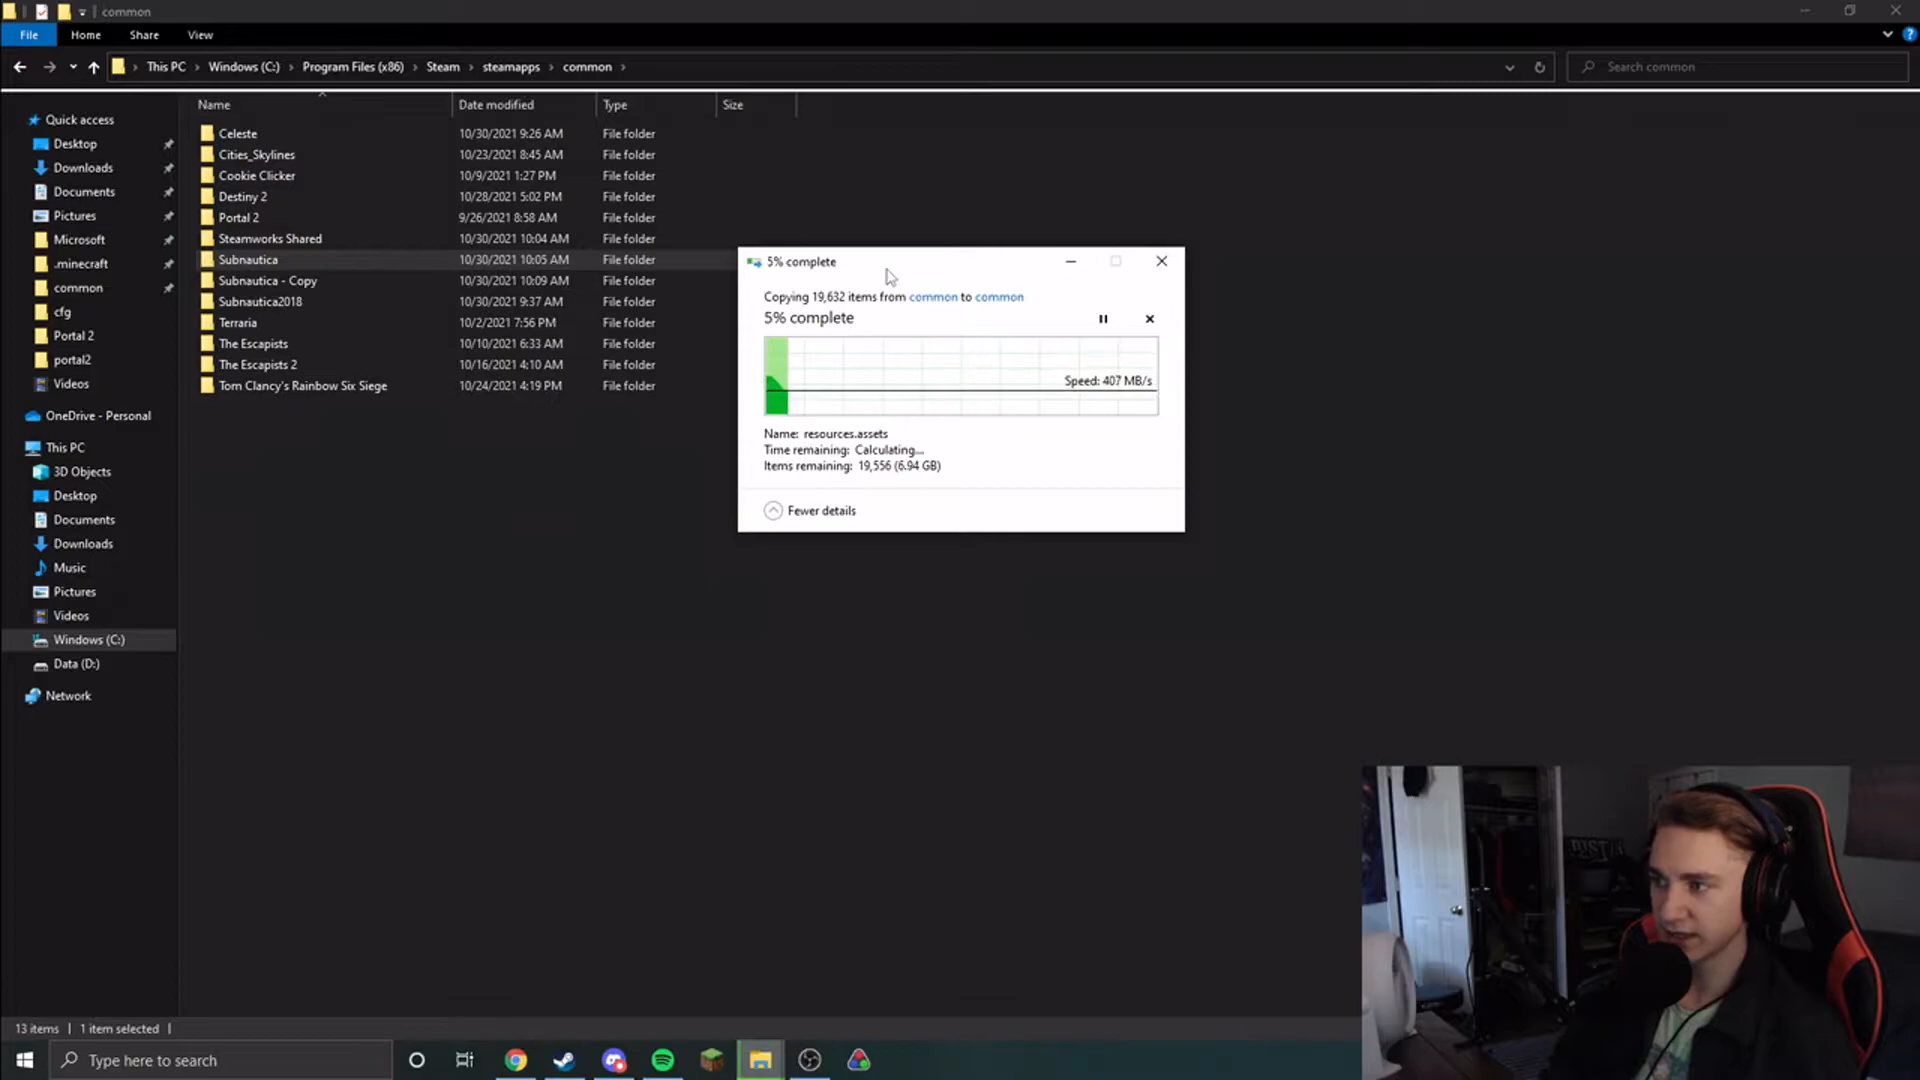 common
File Home Share View
This PC Windows (C:) Program Files (x86) Steam steamapps common Search common
Name Date modified Type Size
Quick access
Desktop
Downloads
Documents
Pictures
Microsoft
.minecraft
common
cfg
Portal 2
portal2
Videos
OneDrive - Personal
This PC
3D Objects
Desktop
Documents
Downloads
Music
Pictures
Videos
Windows (C:)
Data (D:)
Network
Celeste 10/30/2021 9:26 AM File folder
Cities_Skylines 10/23/2021 8:45 AM File folder
Cookie Clicker 10/9/2021 1:27 PM File folder
Destiny 2 10/28/2021 5:02 PM File folder
Portal 2 9/26/2021 8:58 AM File folder
Steamworks Shared 10/30/2021 10:04 AM File folder
Subnautica 10/30/2021 10:05 AM File folder
Subnautica - Copy 10/30/2021 10:09 AM File folder
Subnautica2018 10/30/2021 9:37 AM File folder
Terraria 10/2/2021 7:56 PM File folder
The Escapists 10/10/2021 6:33 AM File folder
The Escapists 2 10/16/2021 4:10 AM File folder
Tom Clancy's Rainbow Six Siege 10/24/2021 4:19 PM File folder
5% complete
Copying 19,632 items from common to common
5% complete
Speed: 407 MB/s
Name: resources.assets
Time remaining: Calculating...
Items remaining: 19,556 (6.94 GB)
Fewer details
13 items 1 item selected
Type here to search